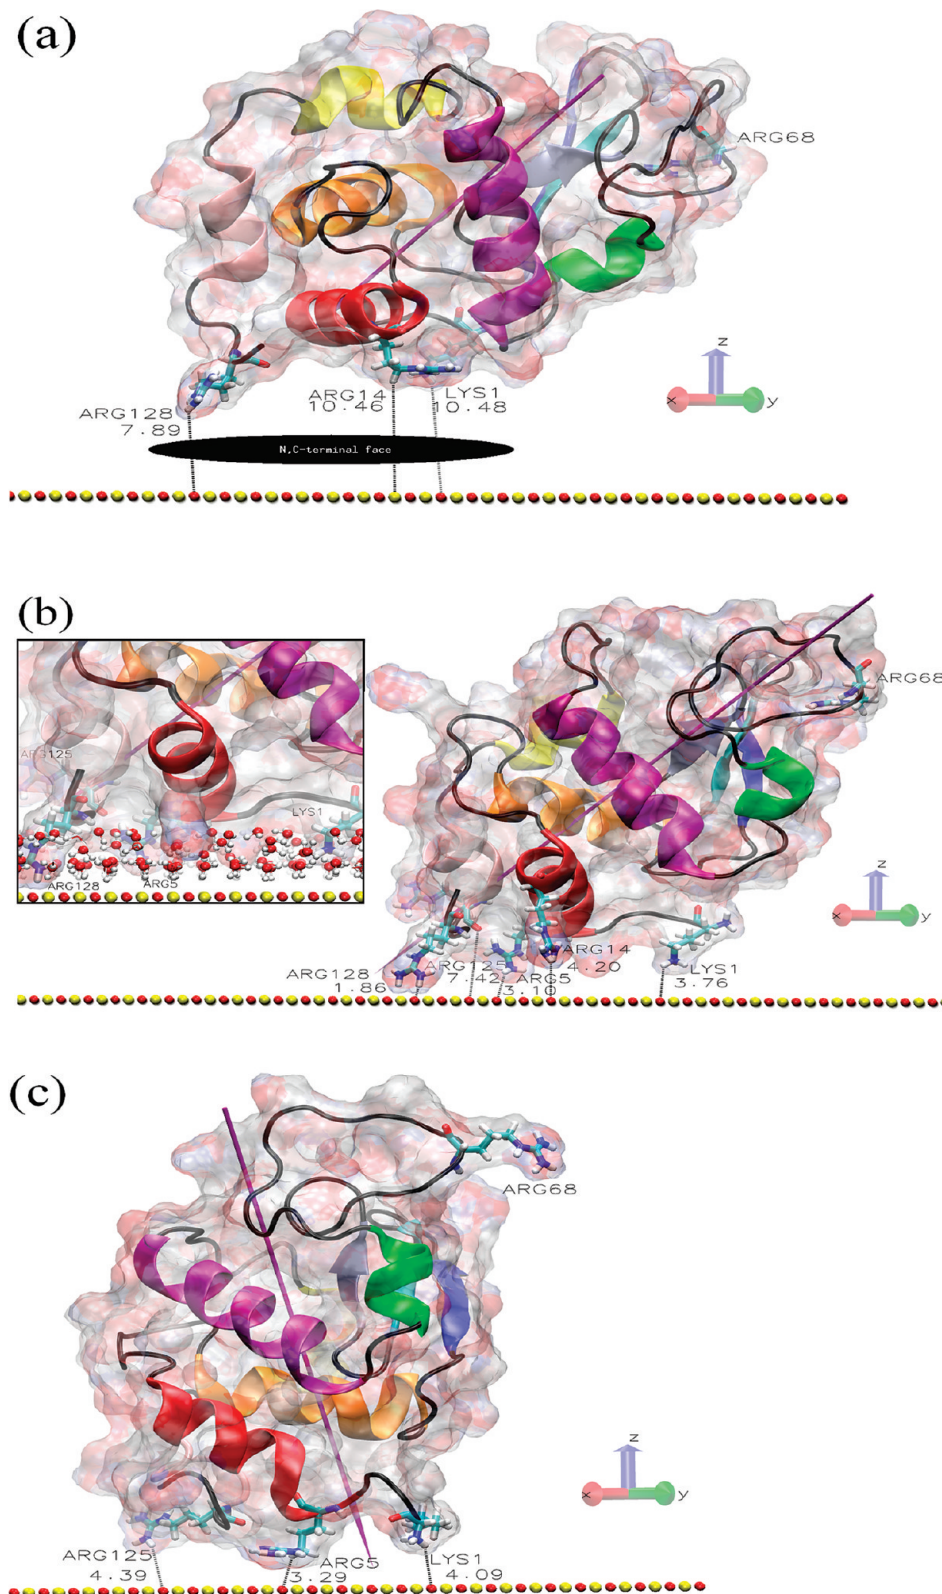 (a)
ARG68
z
x
y
ARG14
10.46
LYS1
10.48
ARG128
7.89
N,C-terminal face
(b)
ARG125
LYS1
ARG128
ARG5
ARG68
z
x
y
ARG128
1.86
ARG125
7.42
ARG5
3.10
ARG14
4.20
LYS1
3.76
(c)
ARG68
z
x
y
ARG125
4.39
ARG5
3.29
LYS1
4.09